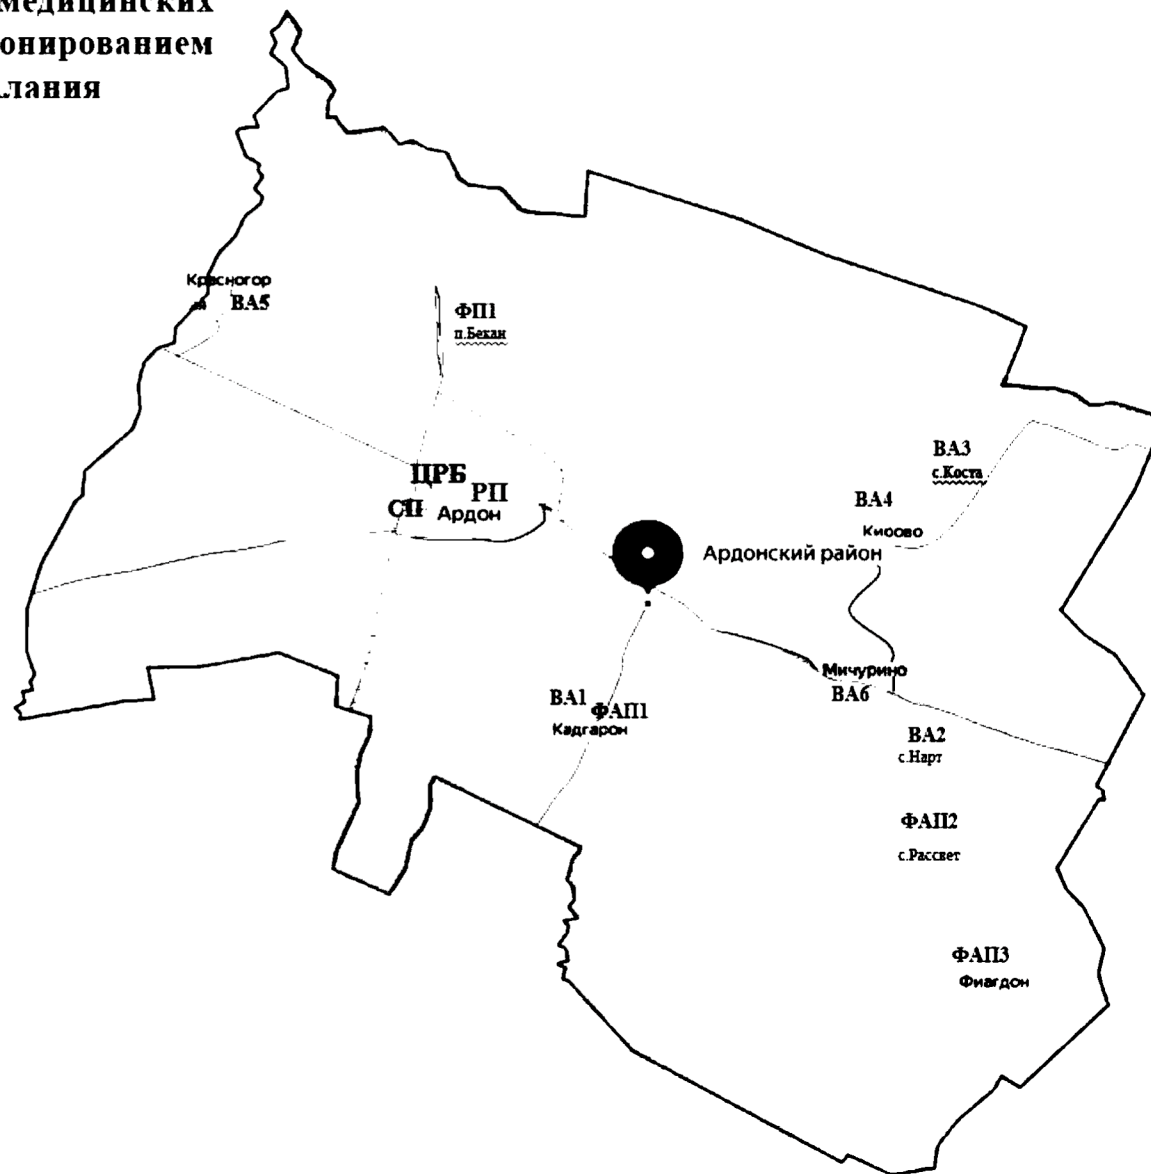 медицинских
онированием
лания
Красногор
ВА5
ФП1
п.Бекан
ЦРБ
РП
СП
Ардон
ВА3
с.Коста
ВА4
Ардонский район
Мичурино
ВА6
ВА1
ФАП1
Кадгарон
ВА2
с.Нарт
ФАП2
с.Рассвет
ФАП3
Фиагдон